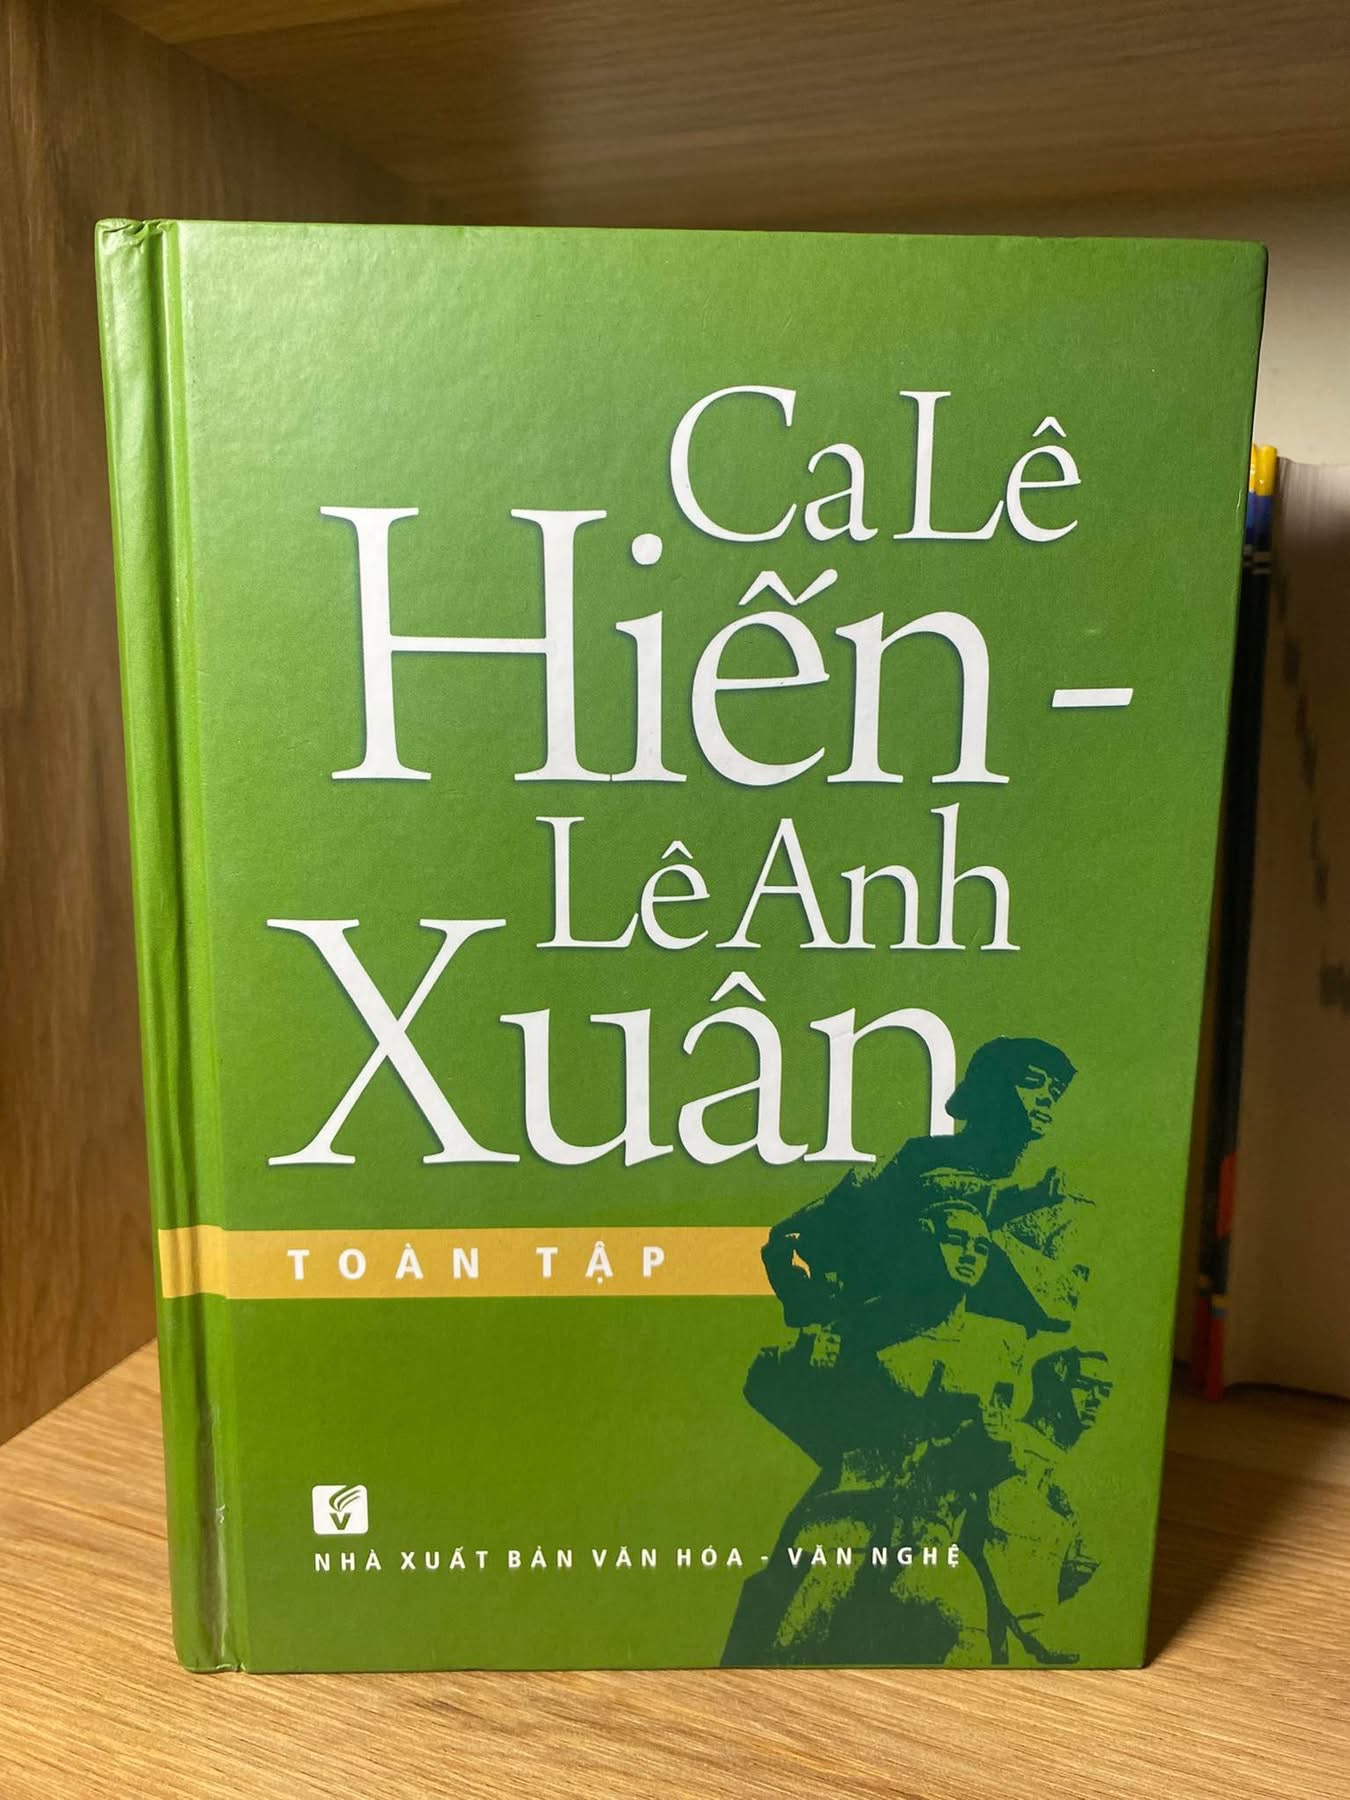 Ca Lê
Hiến -
Lê Anh
Xuân
TOÀN TẬP
V
NHÀ XUẤT BẢN VĂN HÓA - VĂN NGHỆ